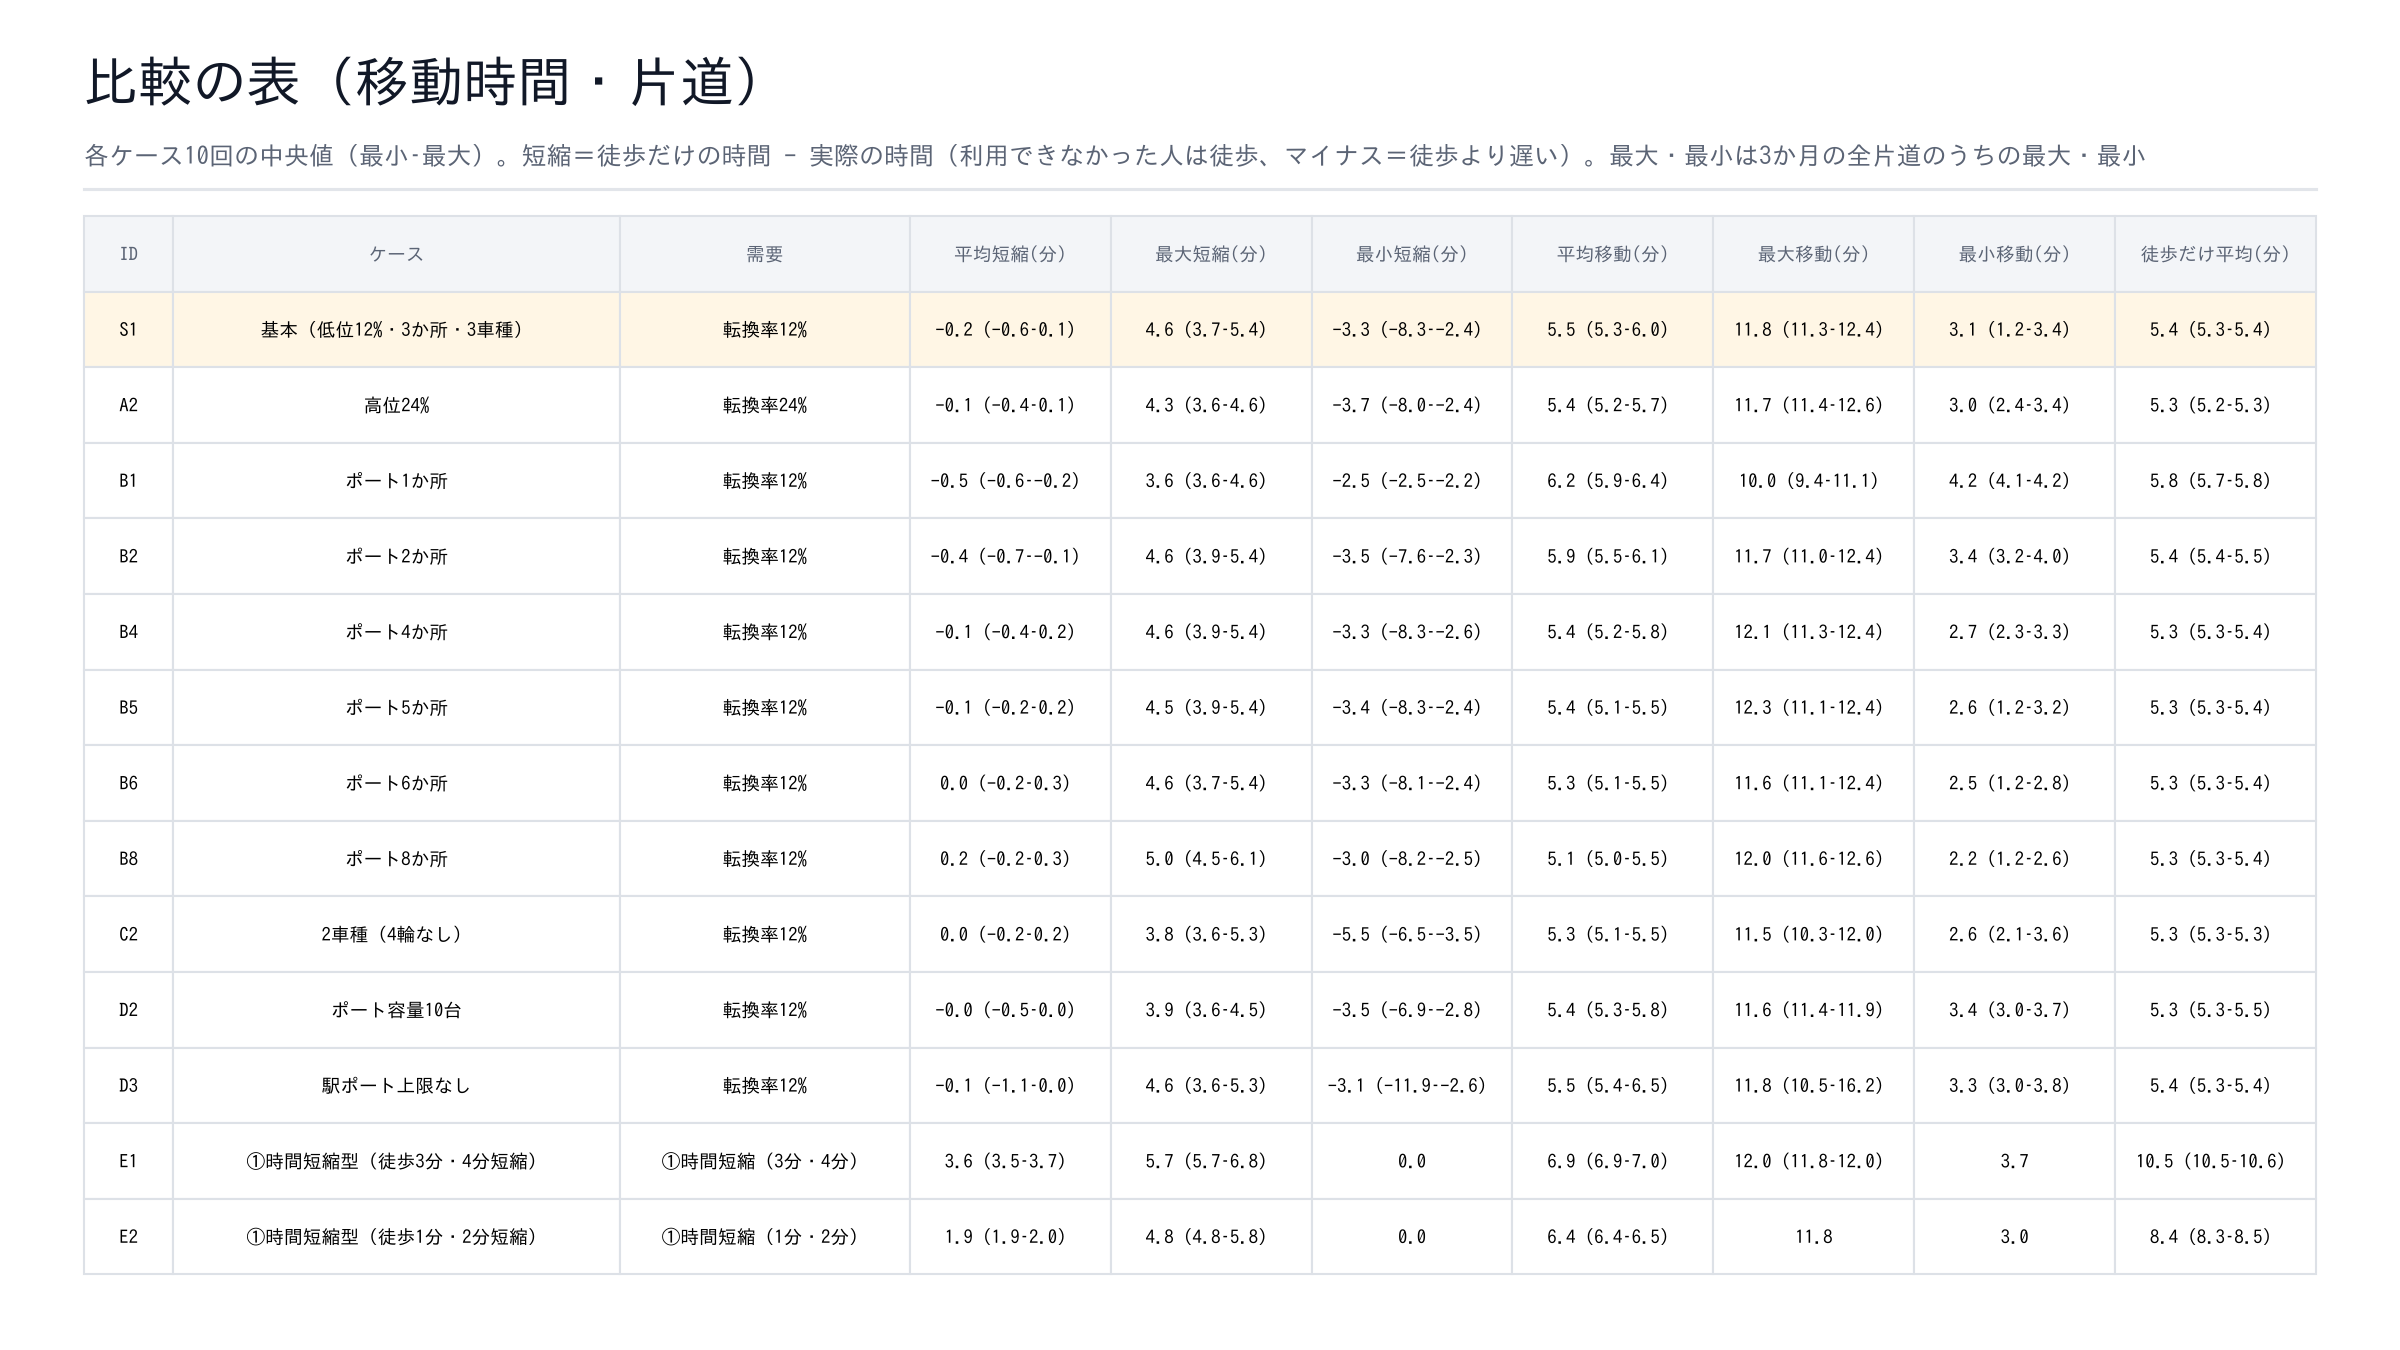 比較の表（移動時間・片道）
各ケース10回の中央値（最小-最大）。短縮＝徒歩だけの時間 − 実際の時間（利用できなかった人は徒歩、マイナス＝徒歩より遅い）。最大・最小は3か月の全片道のうちの最大・最小
ID ケース 需要 平均短縮(分) 最大短縮(分) 最小短縮(分) 平均移動(分) 最大移動(分) 最小移動(分) 徒歩だけ平均(分)
S1 基本（低位12%・3か所・3車種） 転換率12% −0.2 (−0.6-0.1) 4.6 (3.7-5.4) −3.3 (−8.3-−2.4) 5.5 (5.3-6.0) 11.8 (11.3-12.4) 3.1 (1.2-3.4) 5.4 (5.3-5.4)
A2 高位24% 転換率24% −0.1 (−0.4-0.1) 4.3 (3.6-4.6) −3.7 (−8.0-−2.4) 5.4 (5.2-5.7) 11.7 (11.4-12.6) 3.0 (2.4-3.4) 5.3 (5.2-5.3)
B1 ポート1か所 転換率12% −0.5 (−0.6-−0.2) 3.6 (3.6-4.6) −2.5 (−2.5-−2.2) 6.2 (5.9-6.4) 10.0 (9.4-11.1) 4.2 (4.1-4.2) 5.8 (5.7-5.8)
B2 ポート2か所 転換率12% −0.4 (−0.7-−0.1) 4.6 (3.9-5.4) −3.5 (−7.6-−2.3) 5.9 (5.5-6.1) 11.7 (11.0-12.4) 3.4 (3.2-4.0) 5.4 (5.4-5.5)
B4 ポート4か所 転換率12% −0.1 (−0.4-0.2) 4.6 (3.9-5.4) −3.3 (−8.3-−2.6) 5.4 (5.2-5.8) 12.1 (11.3-12.4) 2.7 (2.3-3.3) 5.3 (5.3-5.4)
B5 ポート5か所 転換率12% −0.1 (−0.2-0.2) 4.5 (3.9-5.4) −3.4 (−8.3-−2.4) 5.4 (5.1-5.5) 12.3 (11.1-12.4) 2.6 (1.2-3.2) 5.3 (5.3-5.4)
B6 ポート6か所 転換率12% 0.0 (−0.2-0.3) 4.6 (3.7-5.4) −3.3 (−8.1-−2.4) 5.3 (5.1-5.5) 11.6 (11.1-12.4) 2.5 (1.2-2.8) 5.3 (5.3-5.4)
B8 ポート8か所 転換率12% 0.2 (−0.2-0.3) 5.0 (4.5-6.1) −3.0 (−8.2-−2.5) 5.1 (5.0-5.5) 12.0 (11.6-12.6) 2.2 (1.2-2.6) 5.3 (5.3-5.4)
C2 2車種（4輪なし） 転換率12% 0.0 (−0.2-0.2) 3.8 (3.6-5.3) −5.5 (−6.5-−3.5) 5.3 (5.1-5.5) 11.5 (10.3-12.0) 2.6 (2.1-3.6) 5.3 (5.3-5.3)
D2 ポート容量10台 転換率12% −0.0 (−0.5-0.0) 3.9 (3.6-4.5) −3.5 (−6.9-−2.8) 5.4 (5.3-5.8) 11.6 (11.4-11.9) 3.4 (3.0-3.7) 5.3 (5.3-5.5)
D3 駅ポート上限なし 転換率12% −0.1 (−1.1-0.0) 4.6 (3.6-5.3) −3.1 (−11.9-−2.6) 5.5 (5.4-6.5) 11.8 (10.5-16.2) 3.3 (3.0-3.8) 5.4 (5.3-5.4)
E1 ①時間短縮型（徒歩3分・4分短縮） ①時間短縮（3分・4分） 3.6 (3.5-3.7) 5.7 (5.7-6.8) 0.0 6.9 (6.9-7.0) 12.0 (11.8-12.0) 3.7 10.5 (10.5-10.6)
E2 ①時間短縮型（徒歩1分・2分短縮） ①時間短縮（1分・2分） 1.9 (1.9-2.0) 4.8 (4.8-5.8) 0.0 6.4 (6.4-6.5) 11.8 3.0 8.4 (8.3-8.5)